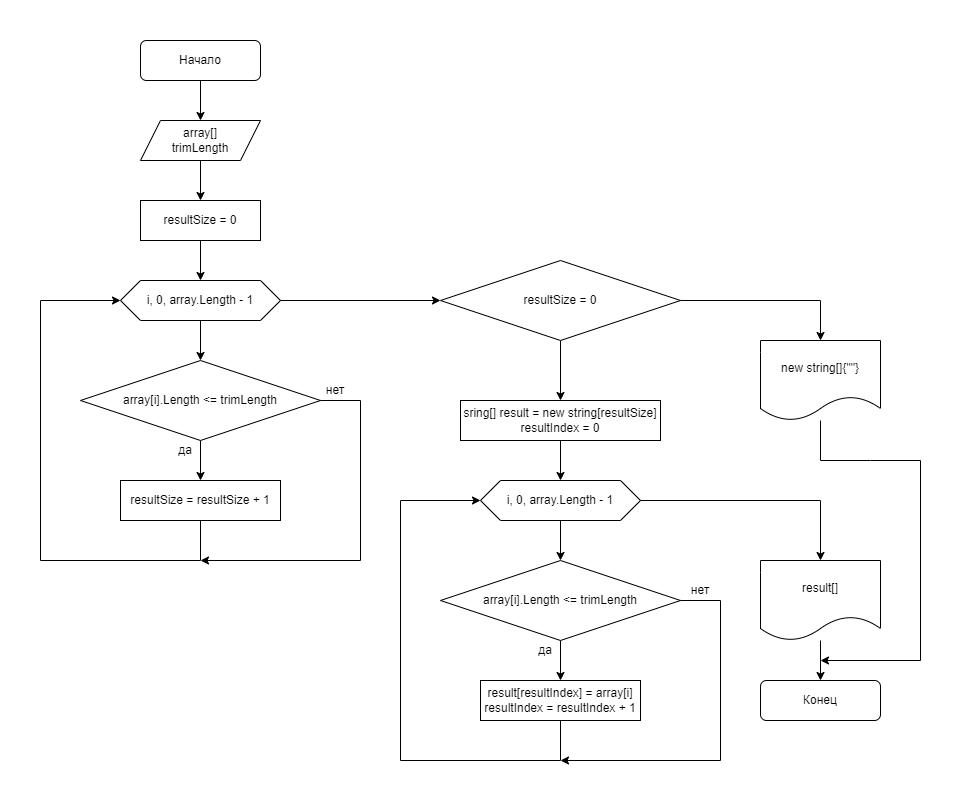 Начало
array[]
trimLength
resultSize = 0
i, 0, array.Length - 1
array[i].Length <= trimLength
нет
да
resultSize = resultSize + 1
resultSize = 0
new string[]{""}
sring[] result = new string[resultSize]
resultIndex = 0
i, 0, array.Length - 1
array[i].Length <= trimLength
нет
да
result[resultIndex] = array[i]
resultIndex = resultIndex + 1
result[]
Конец